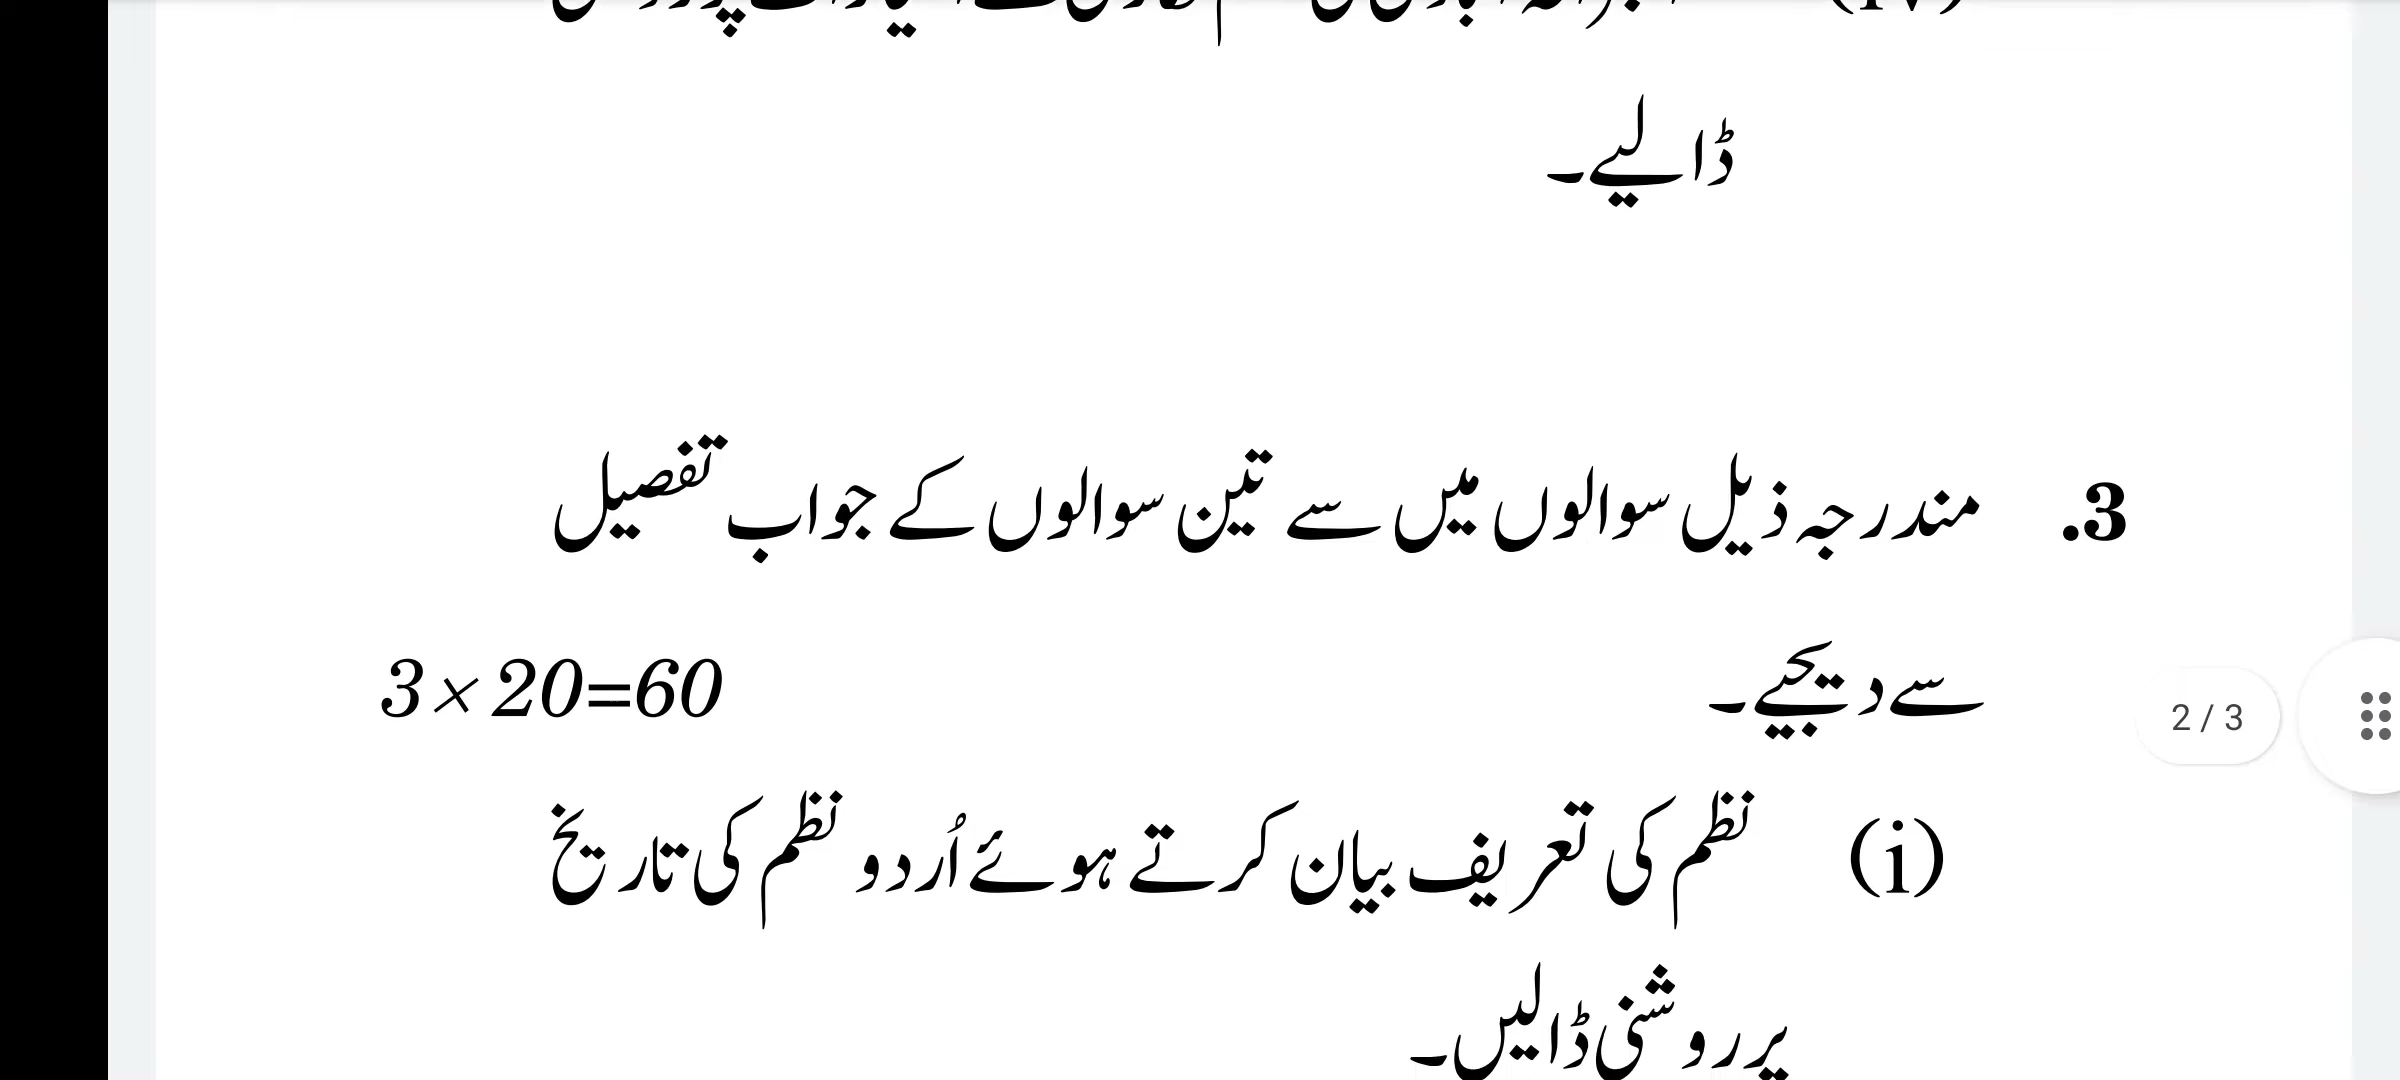 (iv)
ڈالیے۔
3. مندرجہ ذیل سوالوں میں سے تین سوالوں کے جواب تفصیل
سے دیجیے۔ 3×20=60
2 / 3
(i) نظم کی تعریف بیان کرتے ہوئے اُردو نظم کی تاریخ
پر روشنی ڈالیں۔